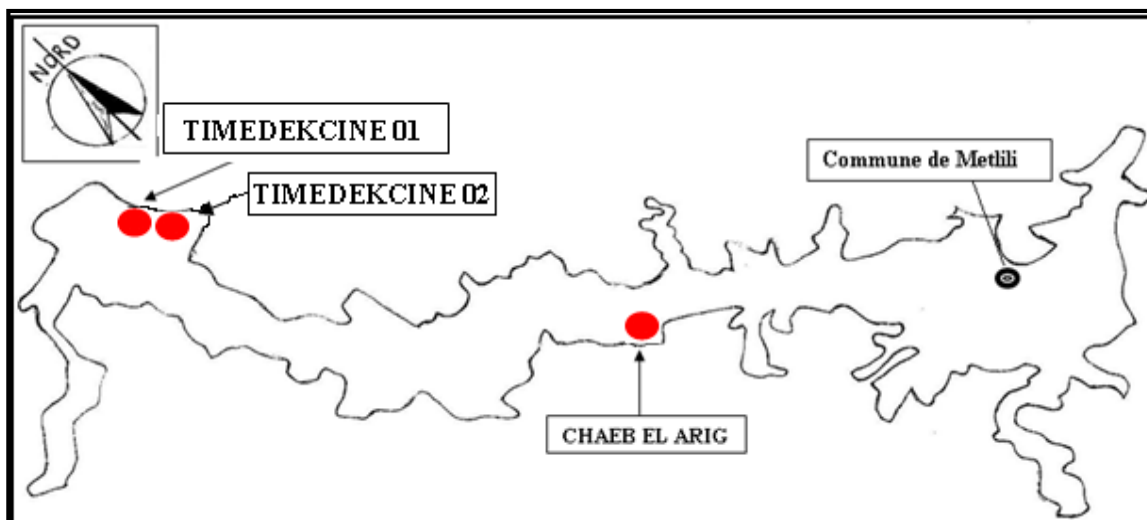 NORD
TIMEDEKCINE 01
TIMEDEKCINE 02
Commune de Metlili
CHAEB EL ARIG